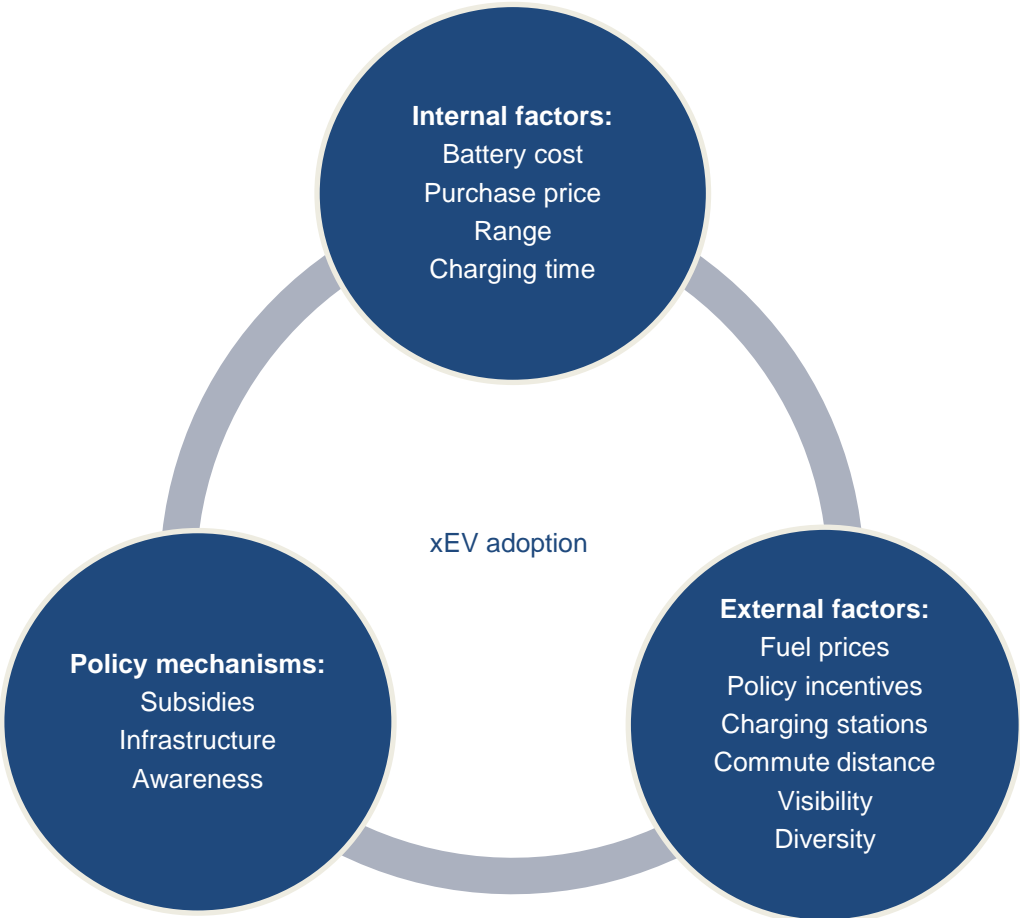 Internal factors:
Battery cost
Purchase price
Range
Charging time
xEV adoption
Policy mechanisms:
Subsidies
Infrastructure
Awareness
External factors:
Fuel prices
Policy incentives
Charging stations
Commute distance
Visibility
Diversity